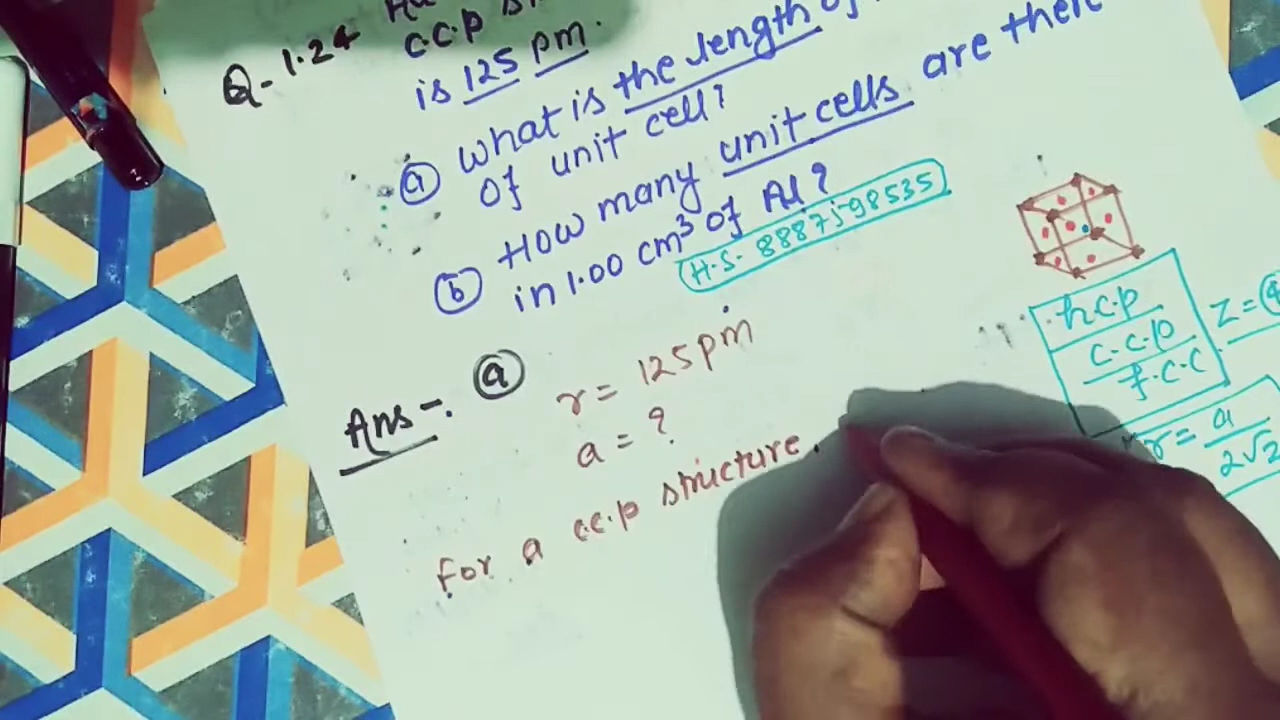 Q-1.24
c.c.p
is 125 pm.
(a) What is the length of
of unit cell?
(b) How many unit cells are there
in 1.00 cm³ of Al?
H.S. 8887598535
Ans-. (a) r = 125 pm
a = ?
for a c.c.p structure.
h.c.p
c.c.p
f.c.c
Z = 4
r = a/2√2